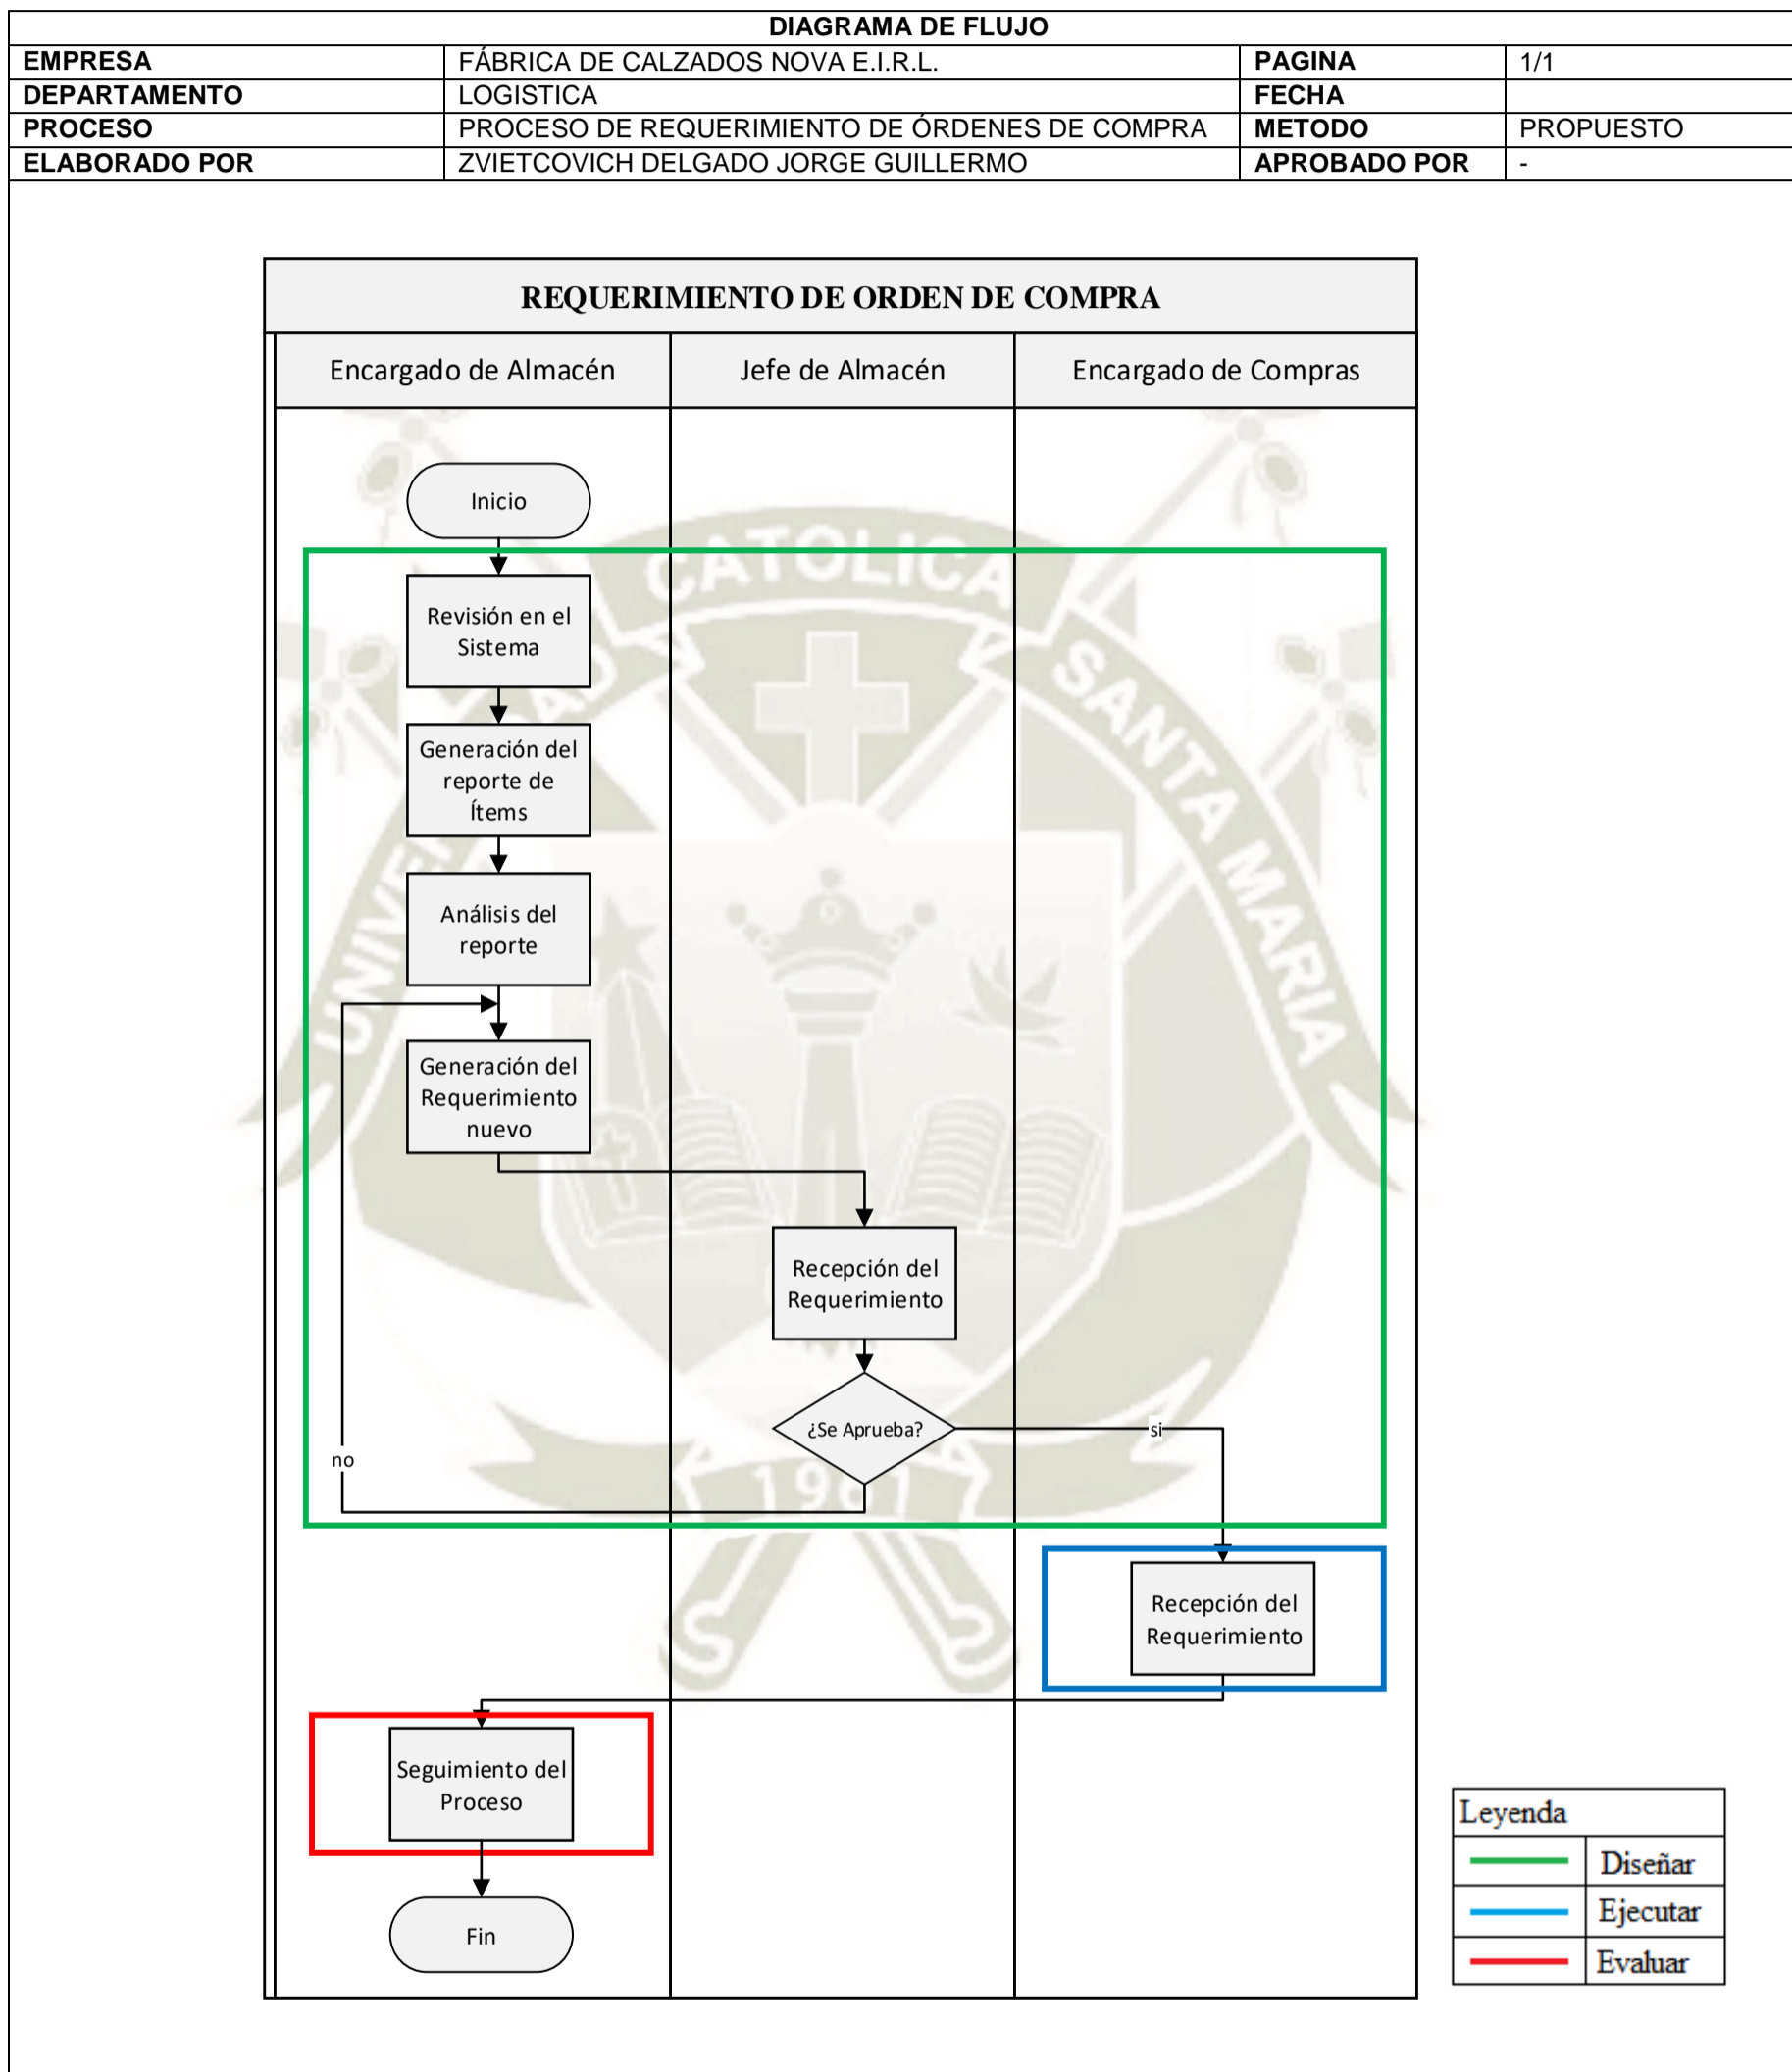 DIAGRAMA DE FLUJO
EMPRESA FÁBRICA DE CALZADOS NOVA E.I.R.L. PAGINA 1/1
DEPARTAMENTO LOGISTICA FECHA
PROCESO PROCESO DE REQUERIMIENTO DE ÓRDENES DE COMPRA METODO PROPUESTO
ELABORADO POR ZVIETCOVICH DELGADO JORGE GUILLERMO APROBADO POR -
REQUERIMIENTO DE ORDEN DE COMPRA
Encargado de Almacén Jefe de Almacén Encargado de Compras
Inicio
Revisión en el
Sistema
Generación del
reporte de
Ítems
Análisis del
reporte
Generación del
Requerimiento
nuevo
Recepción del
Requerimiento
¿Se Aprueba?
si
no
Recepción del
Requerimiento
Seguimiento del
Proceso
Fin
Leyenda
Diseñar
Ejecutar
Evaluar
CATOLICA
SANTA MARIA
1961